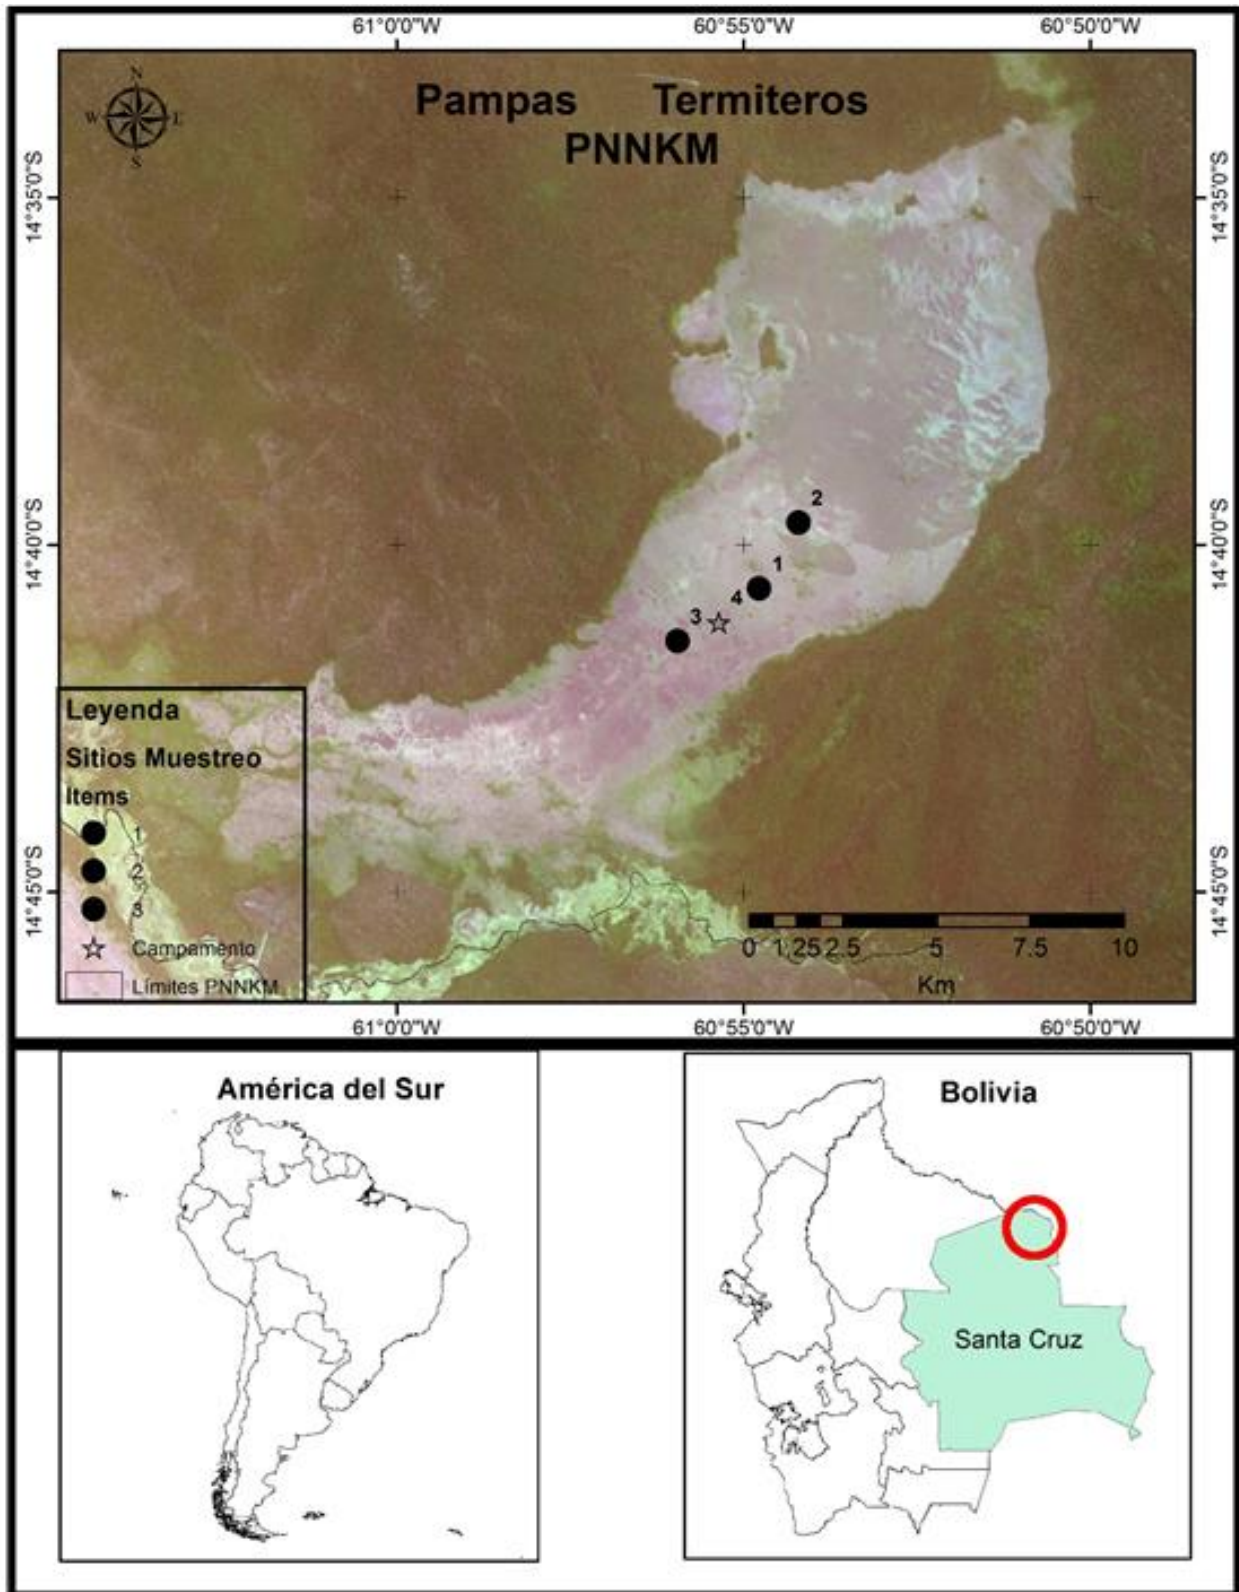 61°0'0"W 60°55'0"W 60°50'0"W
N
W E
S
Pampas Termiteros
PNNKM
14°35'0"S 14°35'0"S
2
14°40'0"S 14°40'0"S
1
4
3
Leyenda
Sitios Muestreo
Ítems
1
2
3
Campamento
Límites PNNKM
14°45'0"S 14°45'0"S
0 1.25 2.5 5 7.5 10
Km
61°0'0"W 60°55'0"W 60°50'0"W
América del Sur
Bolivia
Santa Cruz